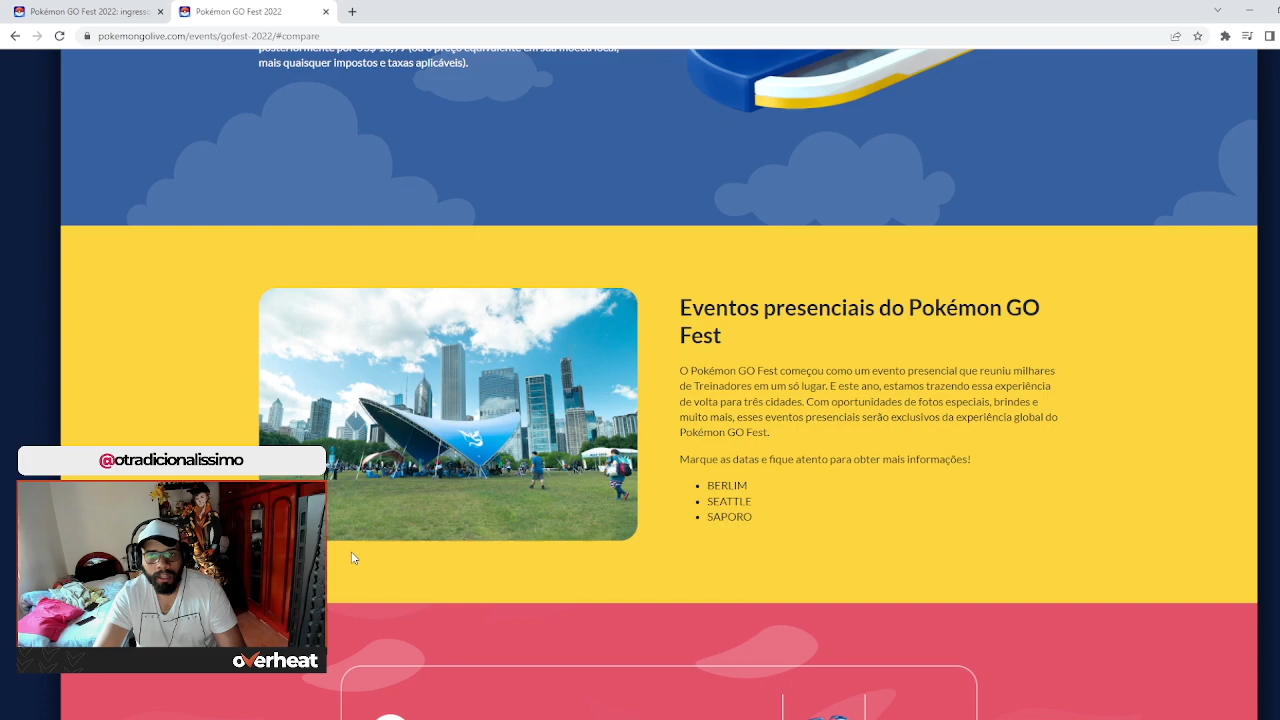 Pokémon GO Fest 2022: ingress
Pokémon GO Fest 2022
pokemongolive.com/events/gofest-2022/#compare
mais quaisquer impostos e taxas aplicáveis).
Eventos presenciais do Pokémon GO
Fest
O Pokémon GO Fest começou como um evento presencial que reuniu milhares
de Treinadores em um só lugar. E este ano, estamos trazendo essa experiência
de volta para três cidades. Com oportunidades de fotos especiais, brindes e
muito mais, esses eventos presenciais serão exclusivos da experiência global do
Pokémon GO Fest.
Marque as datas e fique atento para obter mais informações!
BERLIM
SEATTLE
SAPORO
@otradicionalissimo
overheat